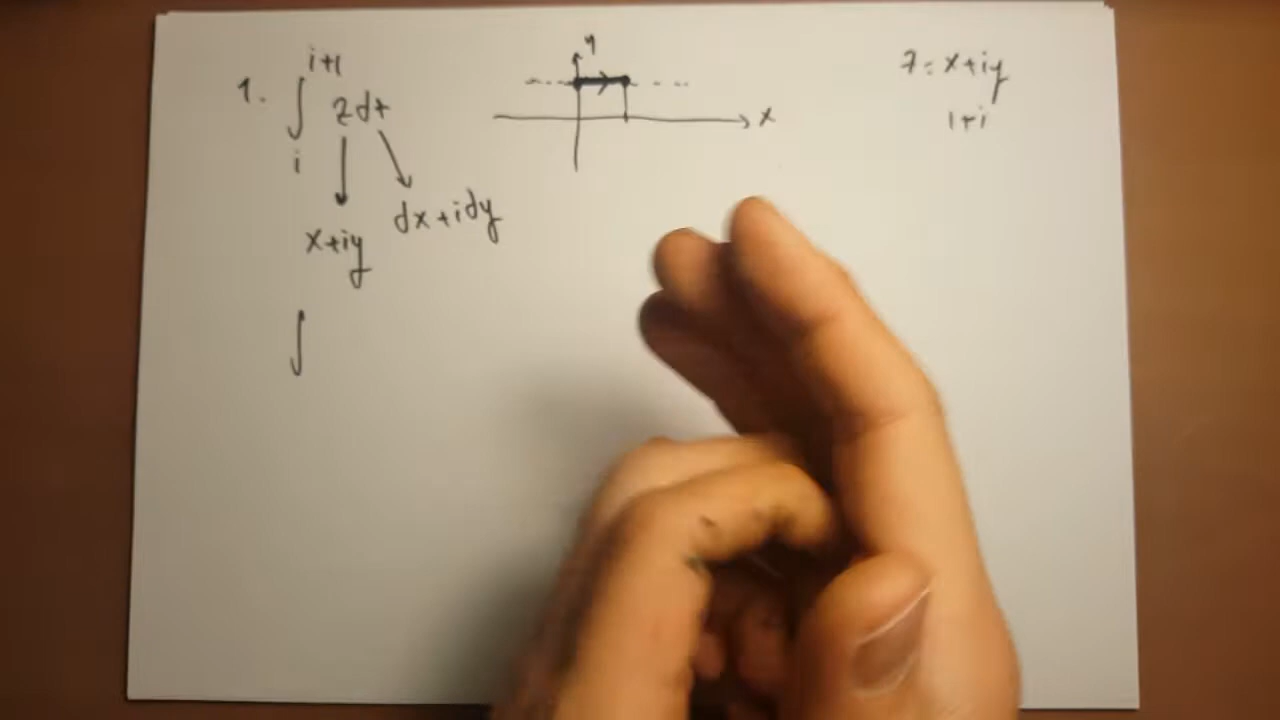 y
i+1
z = x+iy
1. ∫ z dz
x
1+i
i
dx+idy
x+iy
∫